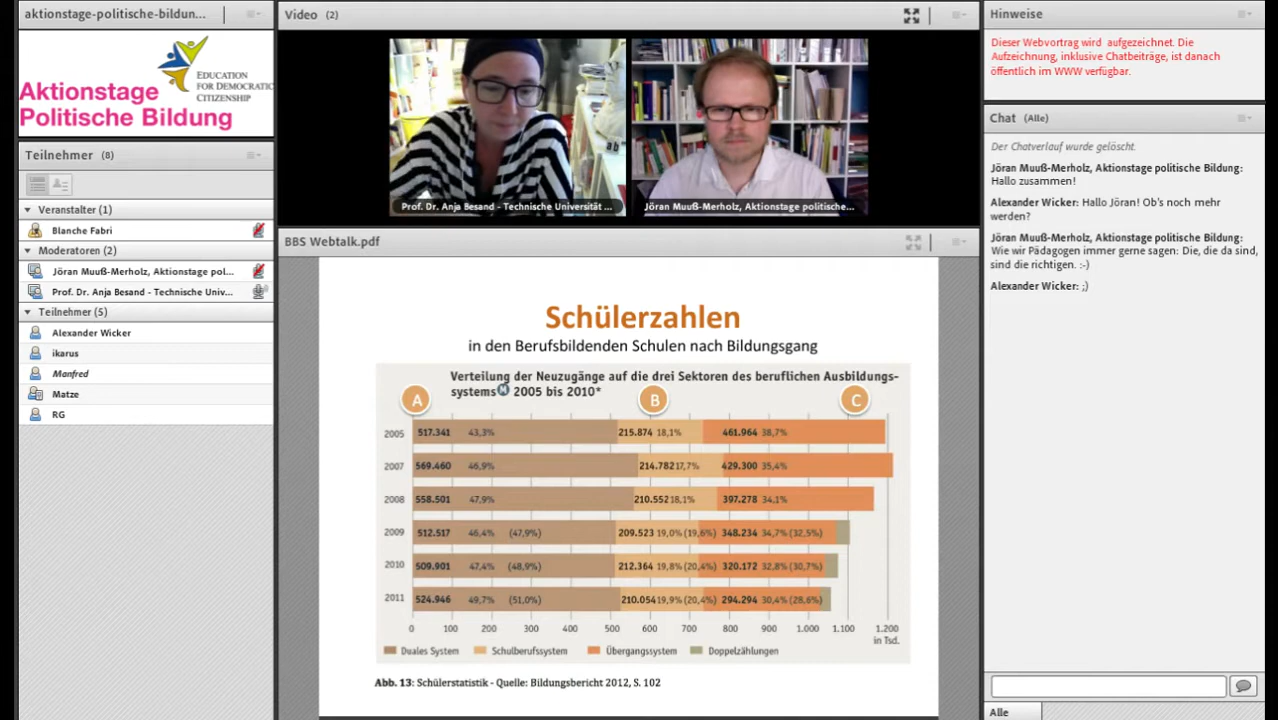 aktionstage-politische-bildun...
EDUCATION
FOR DEMOCRATIC
CITIZENSHIP
Aktionstage
Politische Bildung
Teilnehmer (8)
Veranstalter (1)
Blanche Fabri
Moderatoren (2)
Jöran Muuß-Merholz, Aktionstage pol...
Prof. Dr. Anja Besand - Technische Univ...
Teilnehmer (5)
Alexander Wicker
ikarus
Manfred
Matze
RG
Video (2)
Prof. Dr. Anja Besand - Technische Universität ...
Jöran Muuß-Merholz, Aktionstage politische...
BBS Webtalk.pdf
Schülerzahlen
in den Berufsbildenden Schulen nach Bildungsgang
Verteilung der Neuzugänge auf die drei Sektoren des beruflichen Ausbildungs-
systems M 2005 bis 2010*
A B C
2005 517.341 43,3% 215.874 18,1% 461.964 38,7%
2007 569.460 46,9% 214.782 17,7% 429.300 35,4%
2008 558.501 47,9% 210.552 18,1% 397.278 34,1%
2009 512.517 46,4% (47,9%) 209.523 19,0% (19,6%) 348.234 34,7% (32,5%)
2010 509.901 47,4% (48,9%) 212.364 19,8% (20,4%) 320.172 32,8% (30,7%)
2011 524.946 49,7% (51,0%) 210.054 19,9% (20,4%) 294.294 30,4% (28,6%)
0 100 200 300 400 500 600 700 800 900 1.000 1.100 1.200
in Tsd.
Duales System Schulberufssystem Übergangssystem Doppelzählungen
Abb. 13: Schülerstatistik - Quelle: Bildungsbericht 2012, S. 102
Hinweise
Dieser Webvortrag wird aufgezeichnet. Die
Aufzeichnung, inklusive Chatbeiträge, ist danach
öffentlich im WWW verfügbar.
Chat (Alle)
Der Chatverlauf wurde gelöscht.
Jöran Muuß-Merholz, Aktionstage politische Bildung:
Hallo zusammen!
Alexander Wicker: Hallo Jöran! Ob's noch mehr
werden?
Jöran Muuß-Merholz, Aktionstage politische Bildung:
Wie wir Pädagogen immer gerne sagen: Die, die da sind,
sind die richtigen. :-)
Alexander Wicker: ;)
Alle